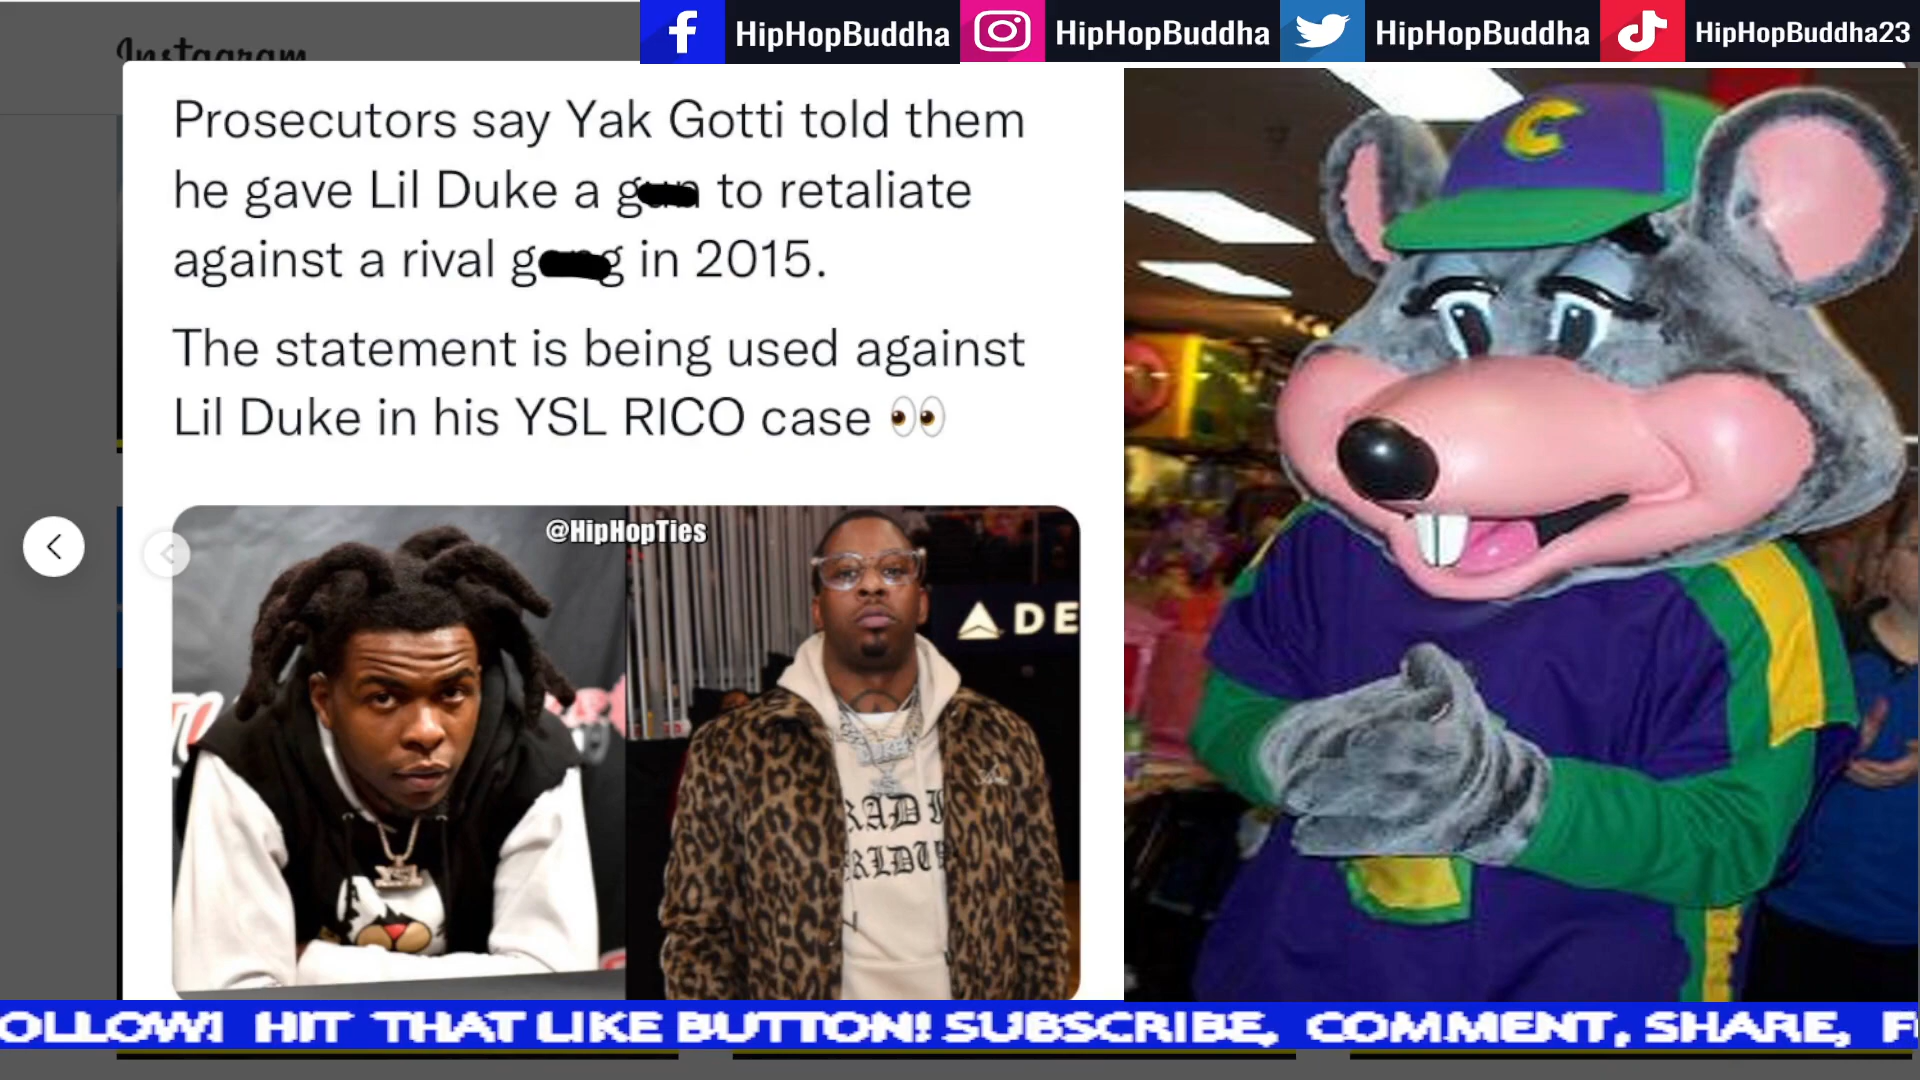 Instagram
HipHopBuddha
HipHopBuddha
HipHopBuddha
HipHopBuddha23
Prosecutors say Yak Gotti told them
he gave Lil Duke a g n to retaliate
against a rival g g in 2015.
The statement is being used against
Lil Duke in his YSL RICO case 👀
@HipHopTies
C
DE
YSL
OLLOW! HIT THAT LIKE BUTTON! SUBSCRIBE, COMMENT, SHARE, F